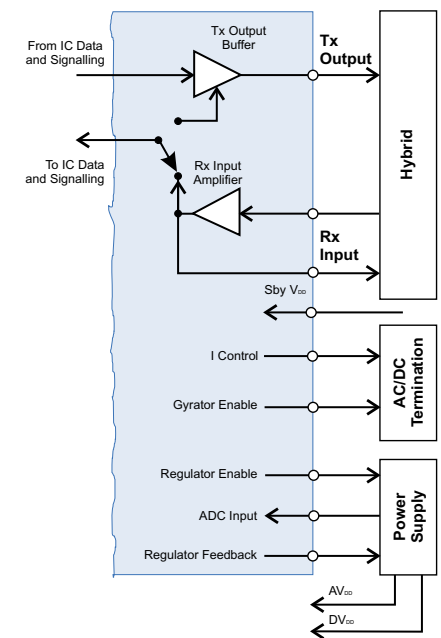 From IC Data
and Signalling
Tx Output
Buffer
Tx
Output
To IC Data
and Signalling
Rx Input
Amplifier
Hybrid
Rx
Input
Sby VDD
I Control
Gyrator Enable
AC/DC
Termination
Regulator Enable
ADC Input
Regulator Feedback
Power
Supply
AVDD
DVDD